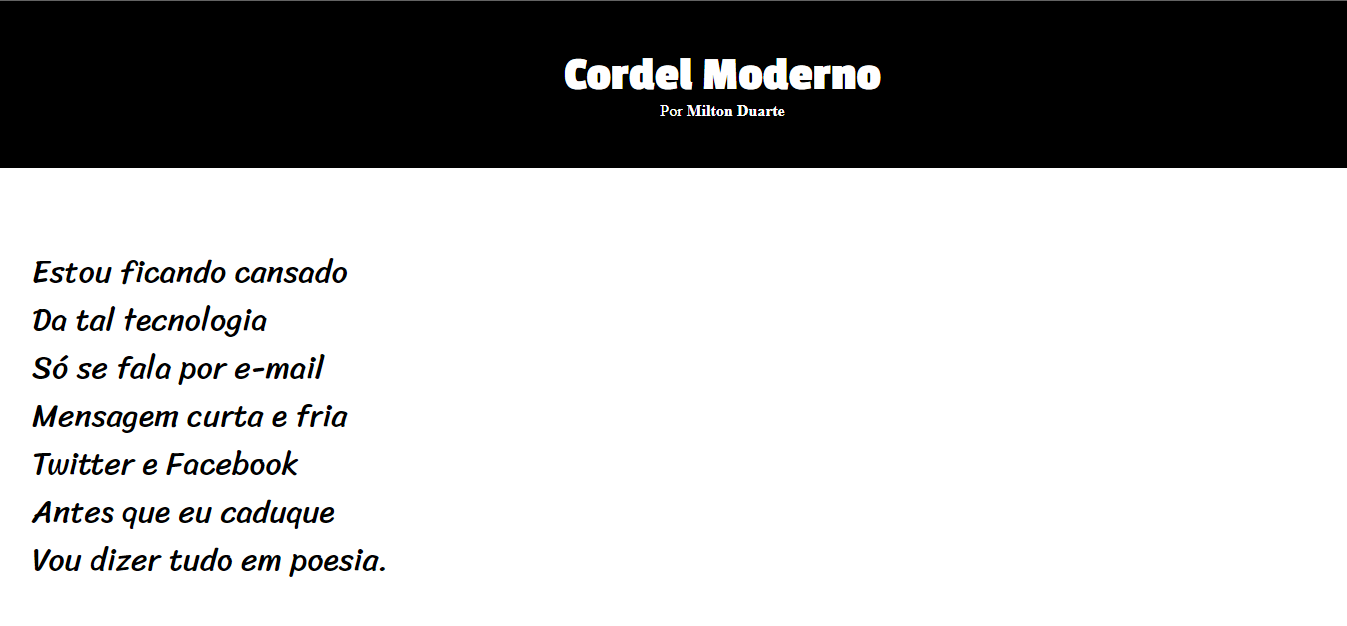 Cordel Moderno
Por Milton Duarte
Estou ficando cansado
Da tal tecnologia
Só se fala por e-mail
Mensagem curta e fria
Twitter e Facebook
Antes que eu caduque
Vou dizer tudo em poesia.